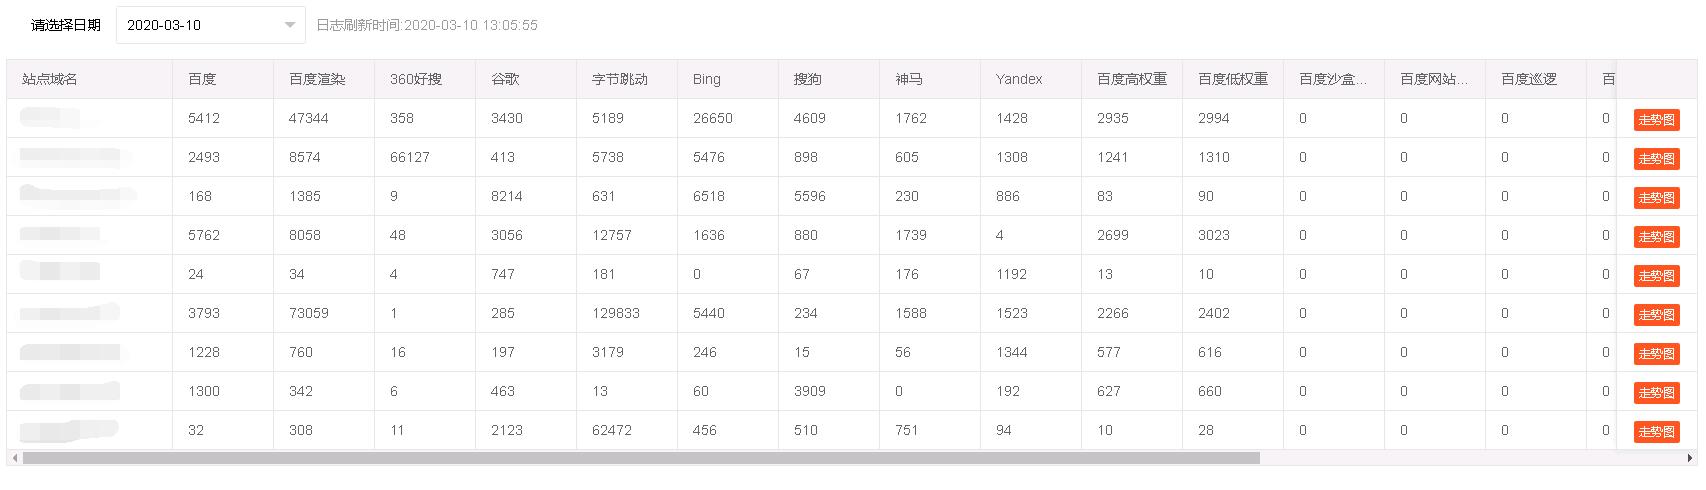 请选择日期 2020-03-10 日志刷新时间:2020-03-10 13:05:55
站点域名 百度 百度渲染 360好搜 谷歌 字节跳动 Bing 搜狗 神马 Yandex 百度高权重 百度低权重 百度沙盒... 百度网站... 百度巡逻 百
5412 47344 358 3430 5189 26650 4609 1762 1428 2935 2994 0 0 0 0 走势图
2493 8574 66127 413 5738 5476 898 605 1308 1241 1310 0 0 0 0 走势图
168 1385 9 8214 631 6518 5596 230 886 83 90 0 0 0 0 走势图
5762 8058 48 3056 12757 1636 880 1739 4 2699 3023 0 0 0 0 走势图
24 34 4 747 181 0 67 176 1192 13 10 0 0 0 0 走势图
3793 73059 1 285 129833 5440 234 1588 1523 2266 2402 0 0 0 0 走势图
1228 760 16 197 3179 246 15 56 1344 577 616 0 0 0 0 走势图
1300 342 6 463 13 60 3909 0 192 627 660 0 0 0 0 走势图
32 308 11 2123 62472 456 510 751 94 10 28 0 0 0 0 走势图